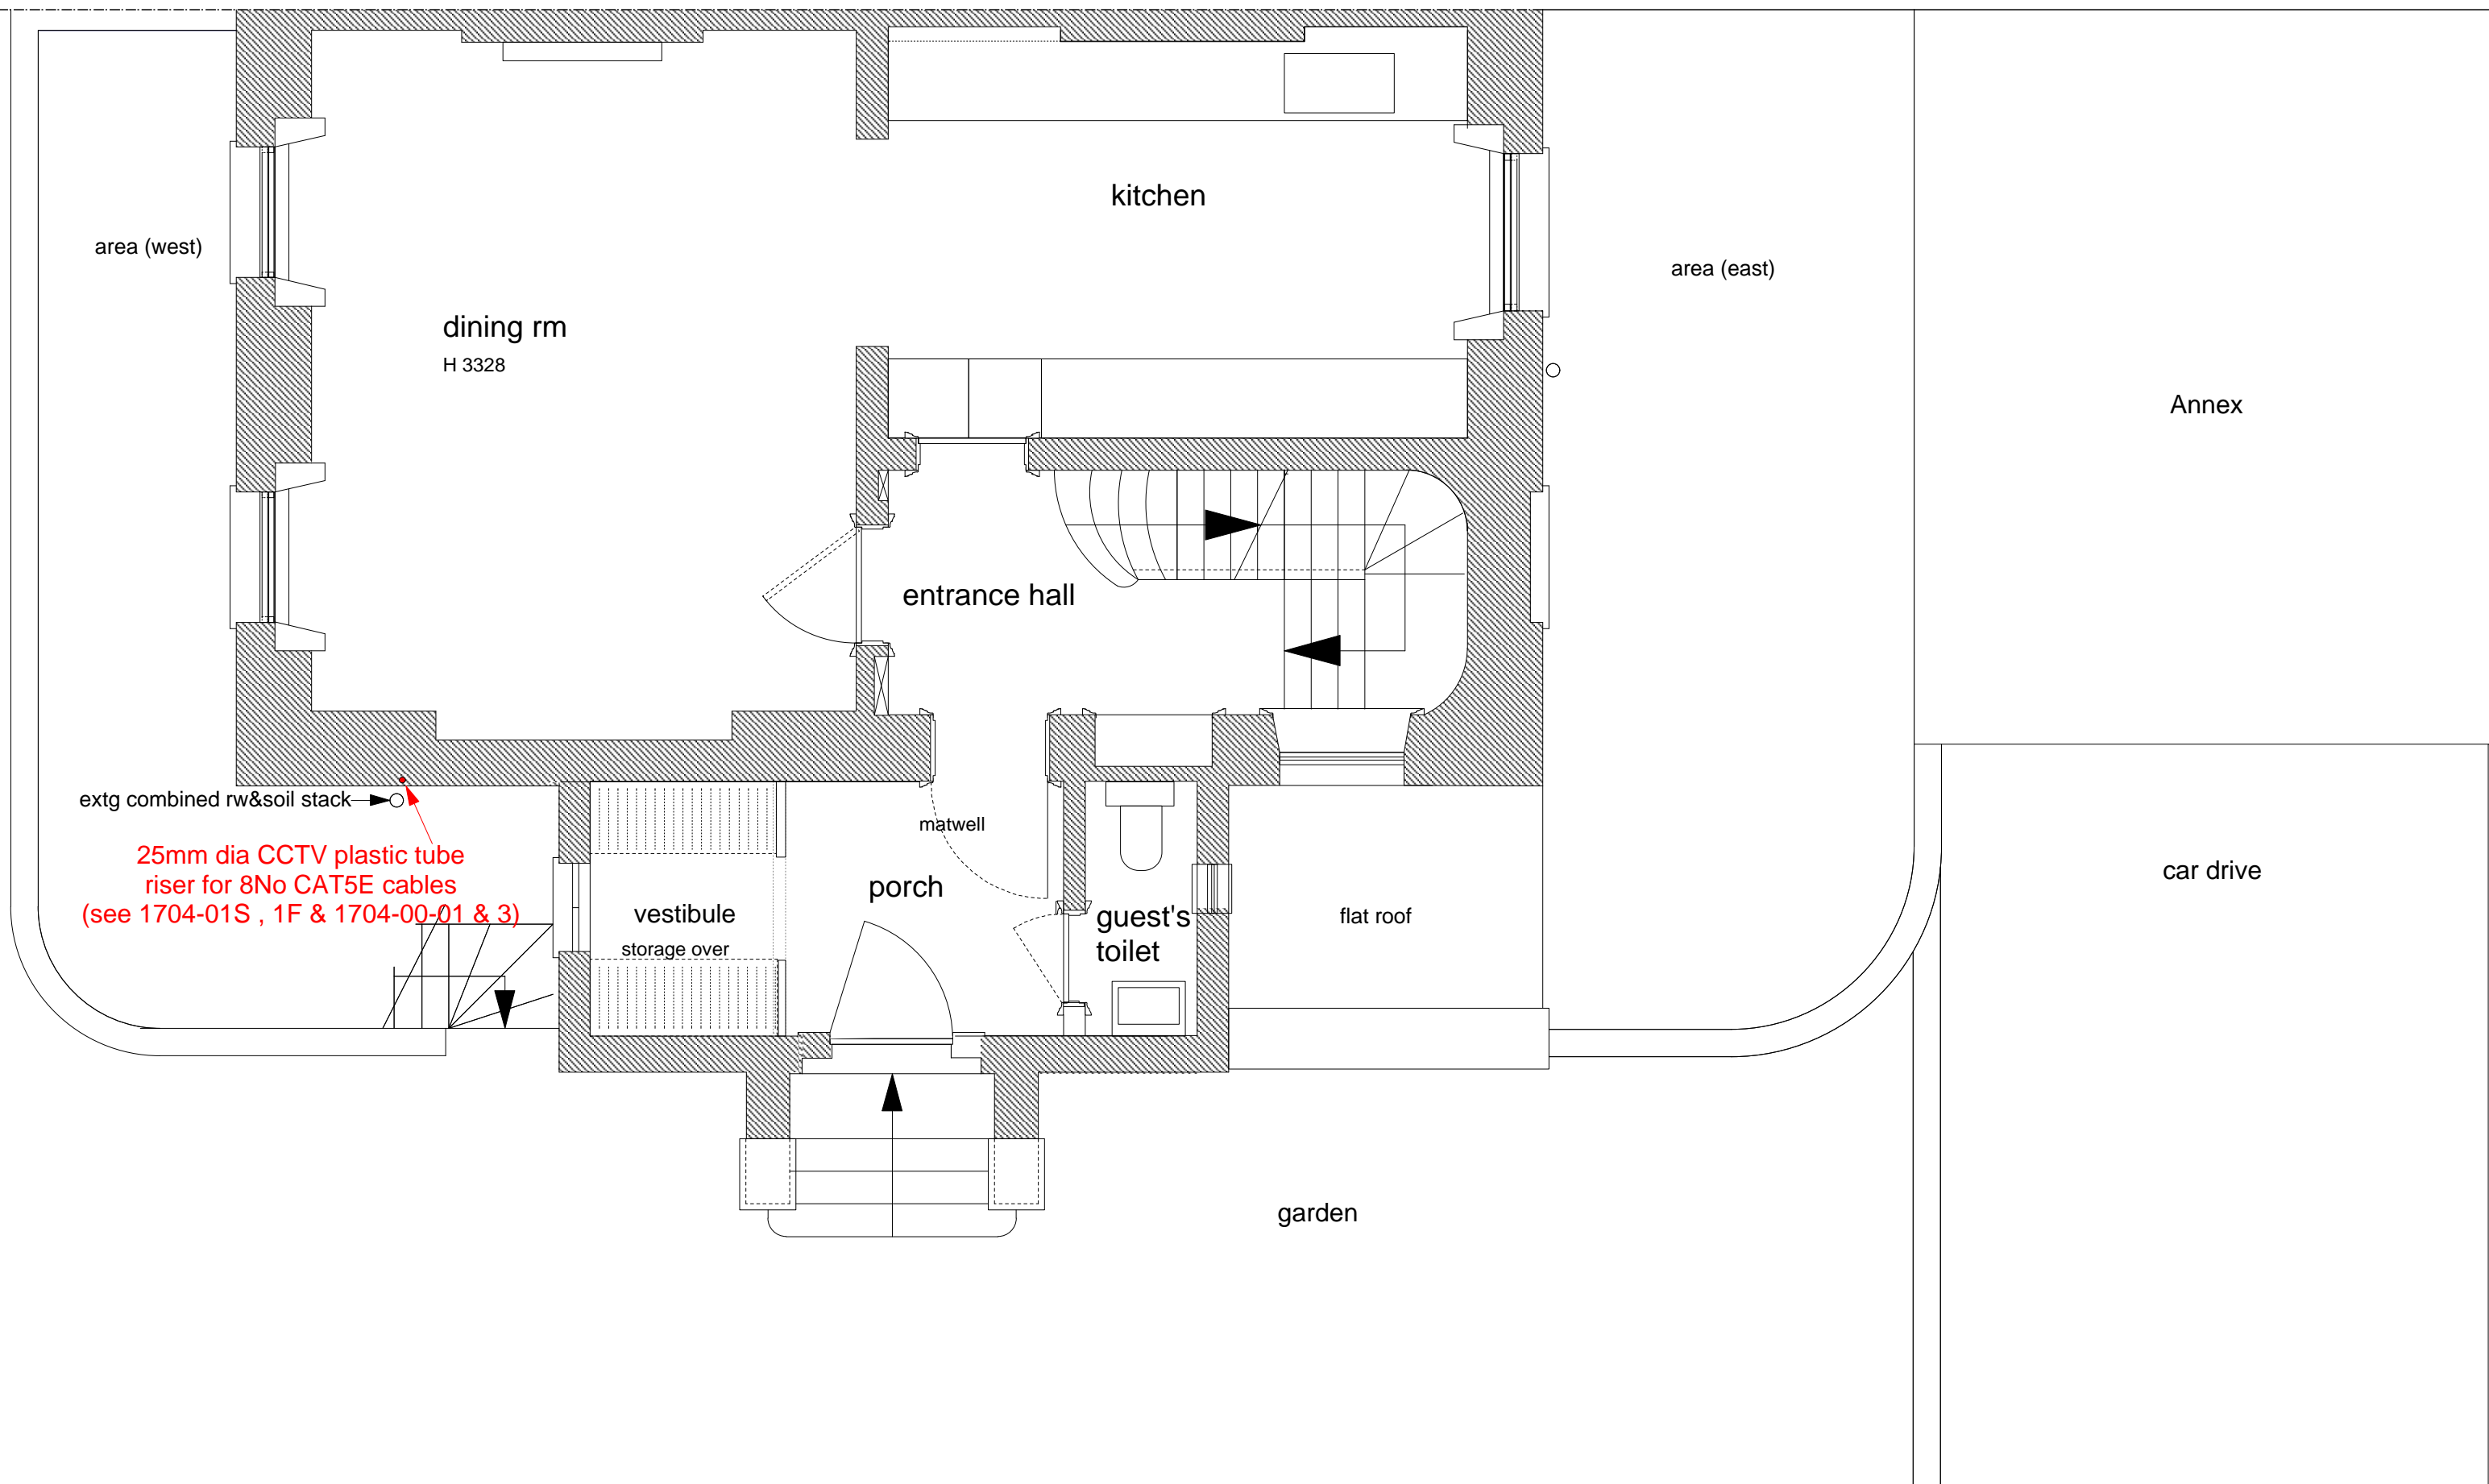 kitchen
area (west)
area (east)
dining rm
H 3328
Annex
entrance hall
extg combined rw&soil stack
25mm dia CCTV plastic tube
riser for 8No CAT5E cables
(see 1704-01S , 1F & 1704-00-01 & 3)
matwell
porch
vestibule
storage over
guest's
toilet
flat roof
car drive
garden